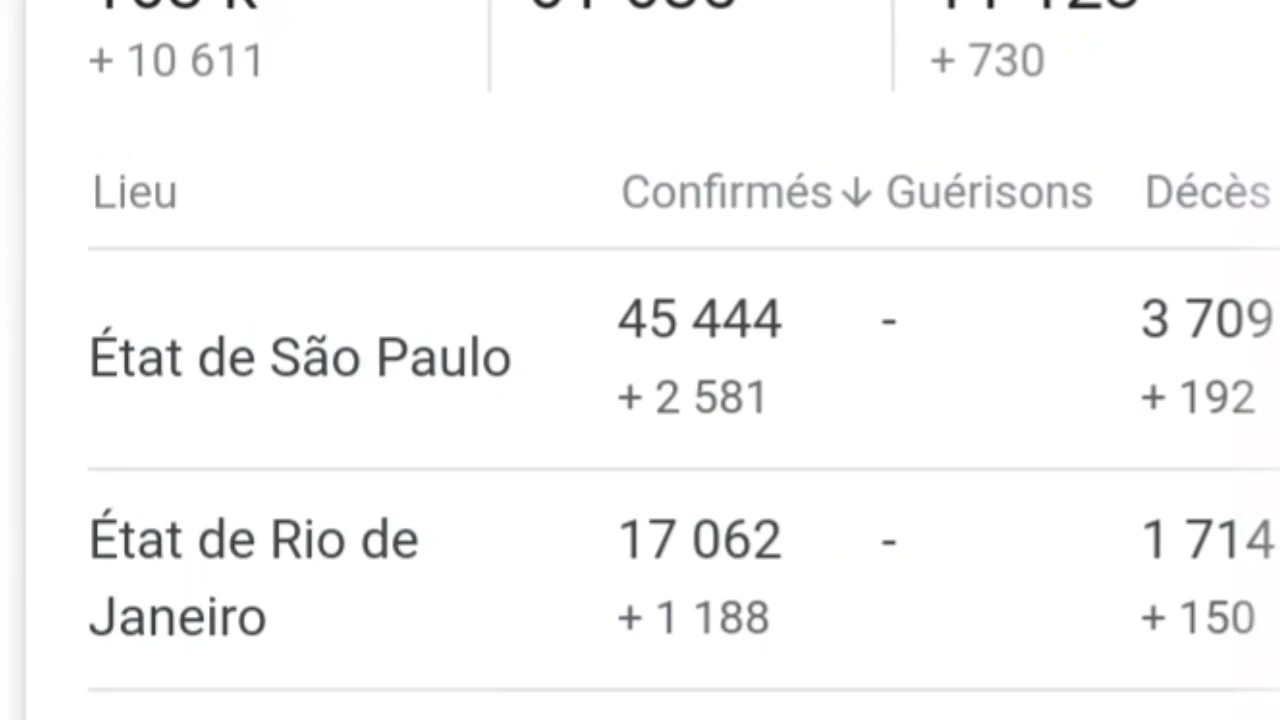 + 10 611 + 730
Lieu Confirmés↓ Guérisons Décès
45 444 - 3 709
État de São Paulo
+ 2 581 + 192
État de Rio de 17 062 - 1 714
Janeiro + 1 188 + 150